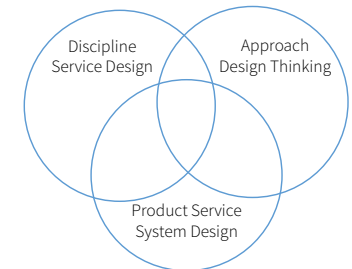 Discipline
Service Design
Approach
Design Thinking
Product Service
System Design